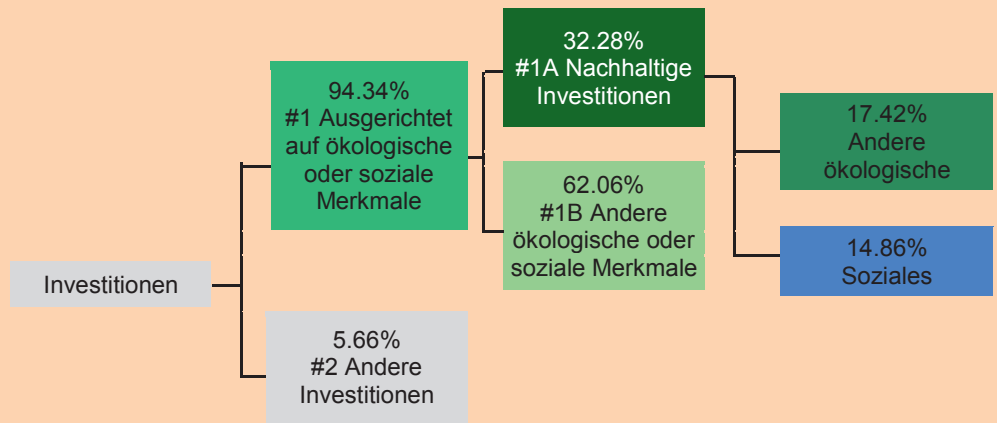 Investitionen
94.34%
#1 Ausgerichtet
auf ökologische
oder soziale
Merkmale
5.66%
#2 Andere
Investitionen
32.28%
#1A Nachhaltige
Investitionen
62.06%
#1B Andere
ökologische oder
soziale Merkmale
17.42%
Andere
ökologische
14.86%
Soziales